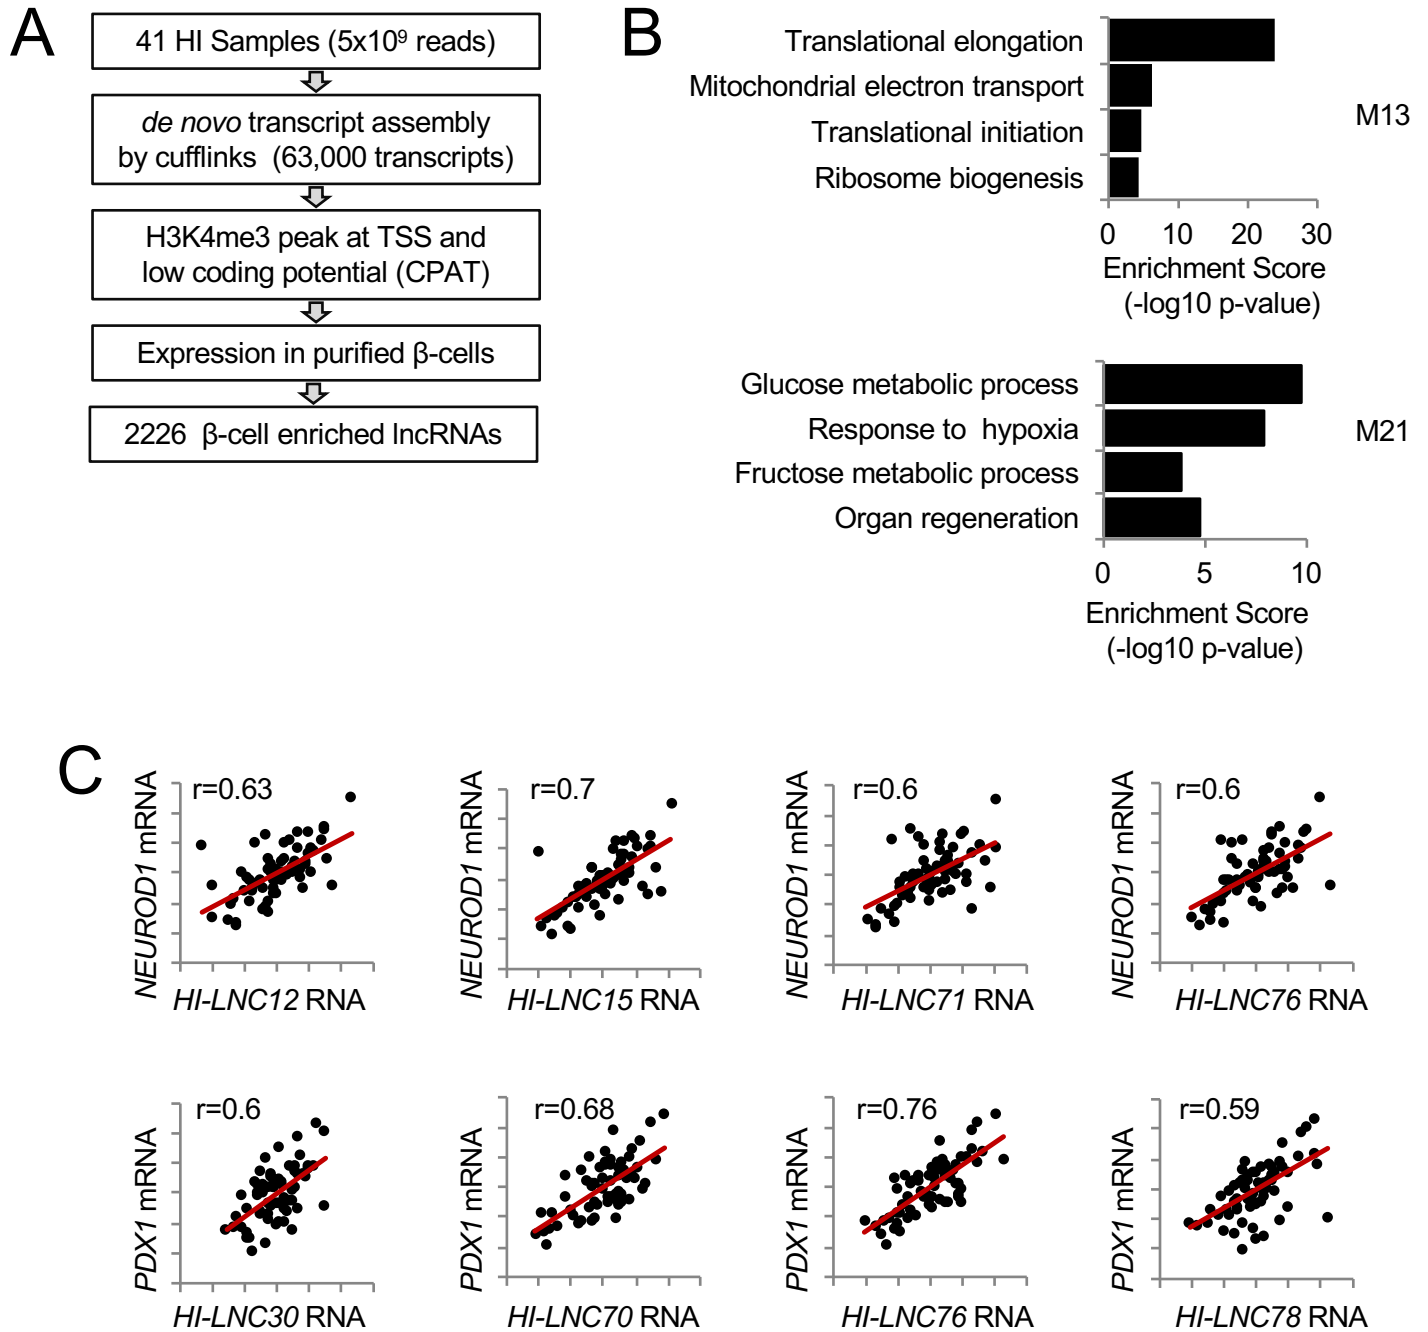 A
41 HI Samples (5x10⁹ reads)
de novo transcript assembly
by cufflinks (63,000 transcripts)
H3K4me3 peak at TSS and
low coding potential (CPAT)
Expression in purified β-cells
2226 β-cell enriched lncRNAs
B
Translational elongation
Mitochondrial electron transport
Translational initiation
Ribosome biogenesis
M13
0 10 20 30
Enrichment Score
(-log10 p-value)
Glucose metabolic process
Response to hypoxia
Fructose metabolic process
Organ regeneration
M21
0 5 10
Enrichment Score
(-log10 p-value)
C
NEUROD1 mRNA
r=0.63
HI-LNC12 RNA
NEUROD1 mRNA
r=0.7
HI-LNC15 RNA
NEUROD1 mRNA
r=0.6
HI-LNC71 RNA
NEUROD1 mRNA
r=0.6
HI-LNC76 RNA
PDX1 mRNA
r=0.6
HI-LNC30 RNA
PDX1 mRNA
r=0.68
HI-LNC70 RNA
PDX1 mRNA
r=0.76
HI-LNC76 RNA
PDX1 mRNA
r=0.59
HI-LNC78 RNA